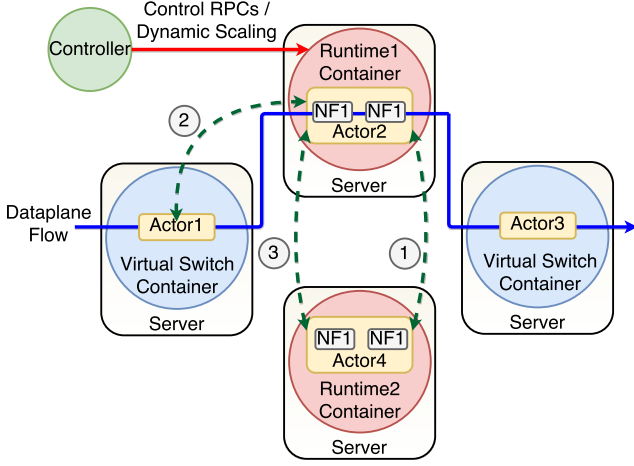 Control RPCs /
Dynamic Scaling
Controller
Runtime1
Container
NF1 NF1
Actor2
Server
2
Dataplane
Flow
Actor1
Virtual Switch
Container
Server
3
1
Actor3
Virtual Switch
Container
Server
NF1 NF1
Actor4
Runtime2
Container
Server